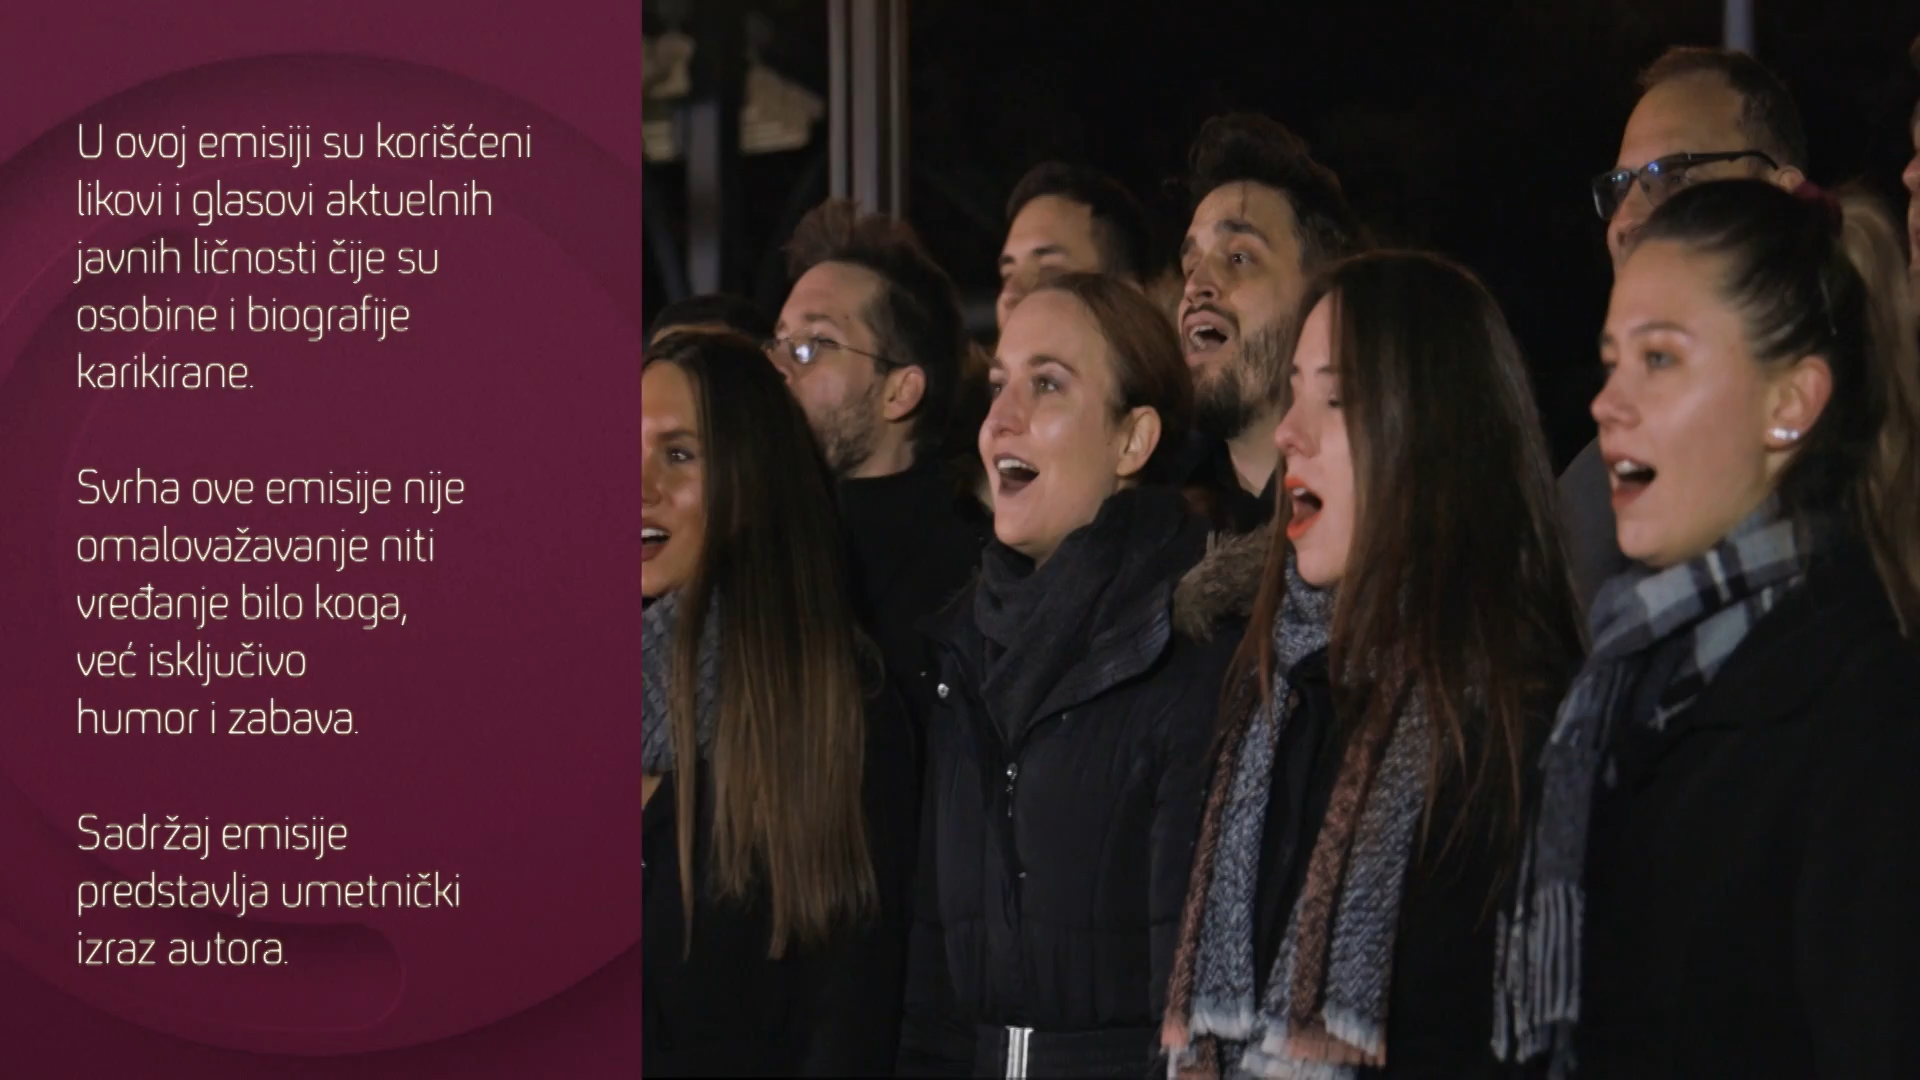 U ovoj emisiji su korišćeni
likovi i glasovi aktuelnih
javnih ličnosti čije su
osobine i biografije
karikirane.
Svrha ove emisije nije
omalovažavanje niti
vređanje bilo koga,
već isključivo
humor i zabava.
Sadržaj emisije
predstavlja umetnički
izraz autora.